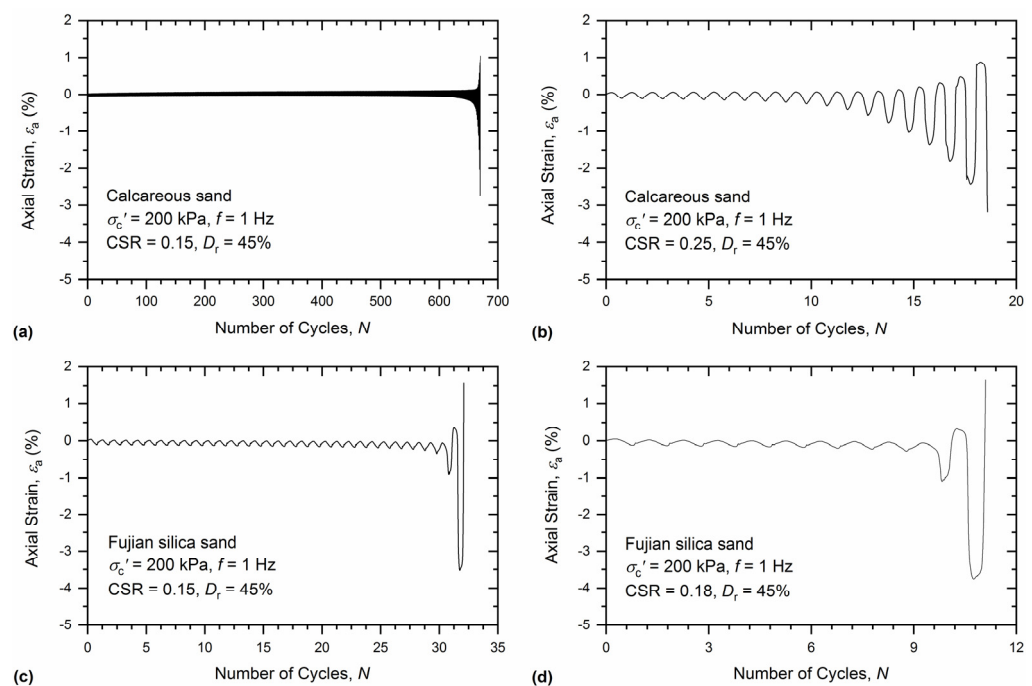 2
1
0
-1
-2
-3
-4
-5
Axial Strain, εa (%)
Calcareous sand
σc′ = 200 kPa, f = 1 Hz
CSR = 0.15, Dr = 45%
0 100 200 300 400 500 600 700
Number of Cycles, N
(a)
2
1
0
-1
-2
-3
-4
-5
Axial Strain, εa (%)
Calcareous sand
σc′ = 200 kPa, f = 1 Hz
CSR = 0.25, Dr = 45%
0 5 10 15 20
Number of Cycles, N
(b)
2
1
0
-1
-2
-3
-4
-5
Axial Strain, εa (%)
Fujian silica sand
σc′ = 200 kPa, f = 1 Hz
CSR = 0.15, Dr = 45%
0 5 10 15 20 25 30 35
Number of Cycles, N
(c)
2
1
0
-1
-2
-3
-4
-5
Axial Strain, εa (%)
Fujian silica sand
σc′ = 200 kPa, f = 1 Hz
CSR = 0.18, Dr = 45%
0 3 6 9 12
Number of Cycles, N
(d)